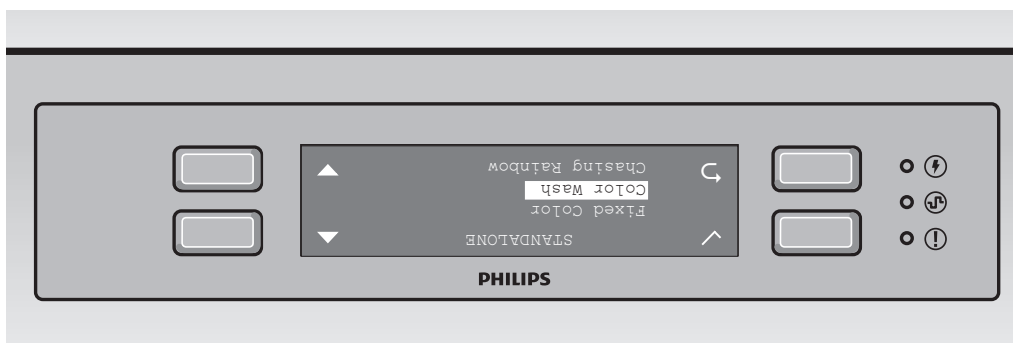 STANDALONE
Fixed Color
Color Wash
Chasing Rainbow
PHILIPS